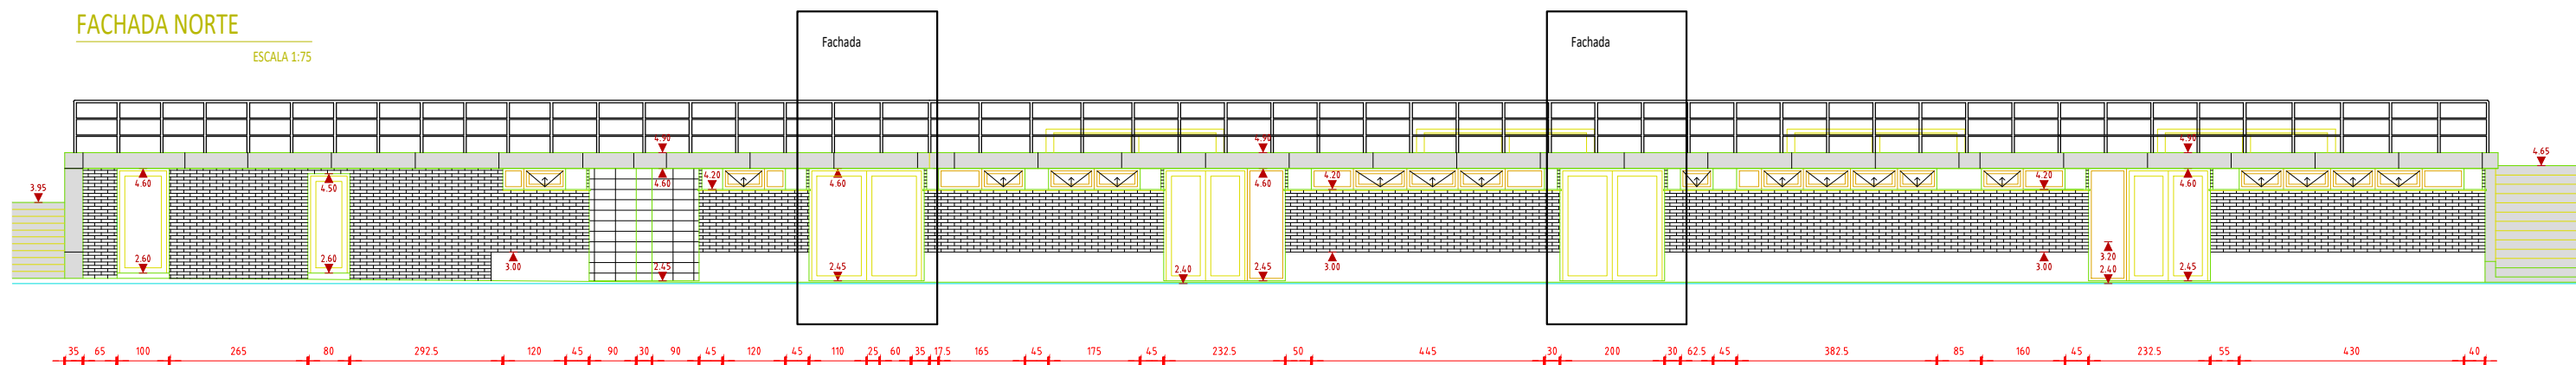 FACHADA NORTE
ESCALA 1:75
Fachada
Fachada
4.90 4.90 4.90 4.65
3.95 4.60 4.50 4.60 4.20 4.60 4.60 4.20 4.20 4.60
2.60 2.60 3.00 2.45 2.45 2.40 2.45 3.00 3.00 3.20 2.40 2.45
35 65 100 265 80 292.5 120 45 90 30 90 45 120 45 110 25 60 35 17.5 165 45 175 45 232.5 50 445 30 200 30 62.5 45 382.5 85 160 45 232.5 55 430 40